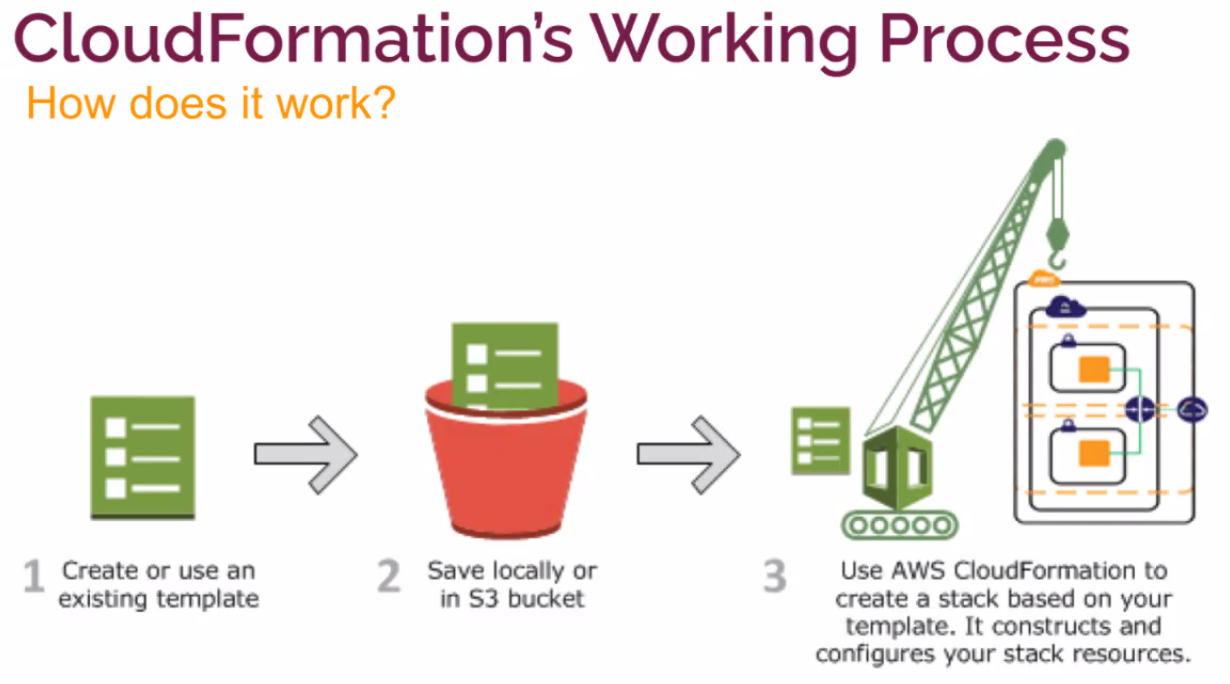 CloudFormation's Working Process
How does it work?
AWS
1 Create or use an
existing template
2 Save locally or
in S3 bucket
3 Use AWS CloudFormation to
create a stack based on your
template. It constructs and
configures your stack resources.